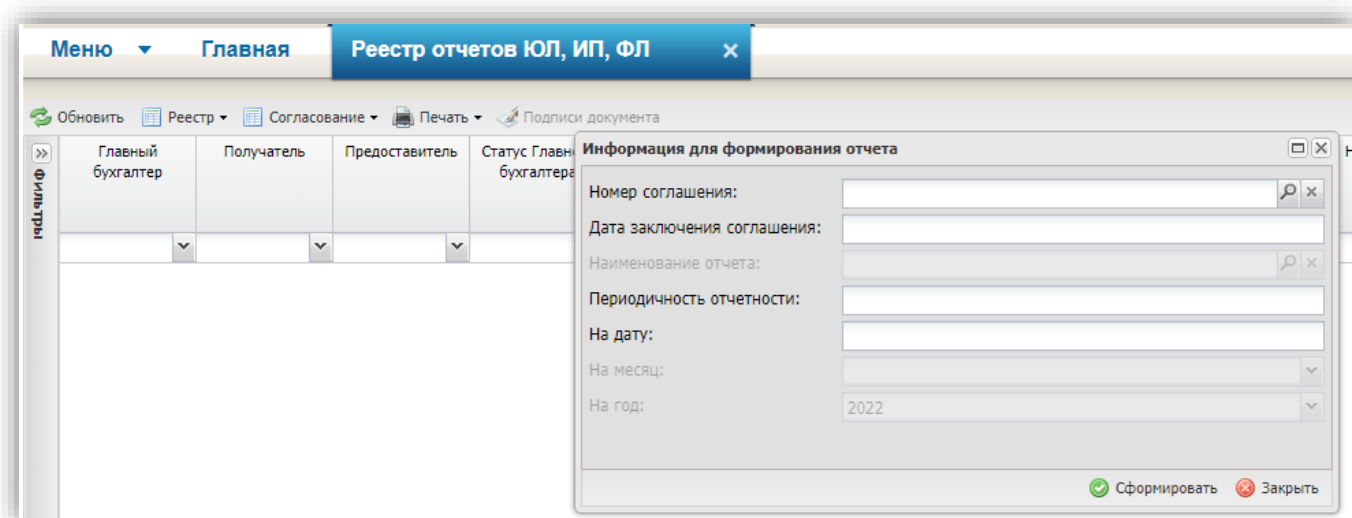 Меню Главная Реестр отчетов ЮЛ, ИП, ФЛ
Обновить Реестр Согласование Печать Подписи документа
Фильтры
Главный
бухгалтер
Получатель
Предоставитель
Статус Главн
бухгалтера
Информация для формирования отчета
Номер соглашения:
Дата заключения соглашения:
Наименование отчета:
Периодичность отчетности:
На дату:
На месяц:
На год: 2022
Сформировать Закрыть